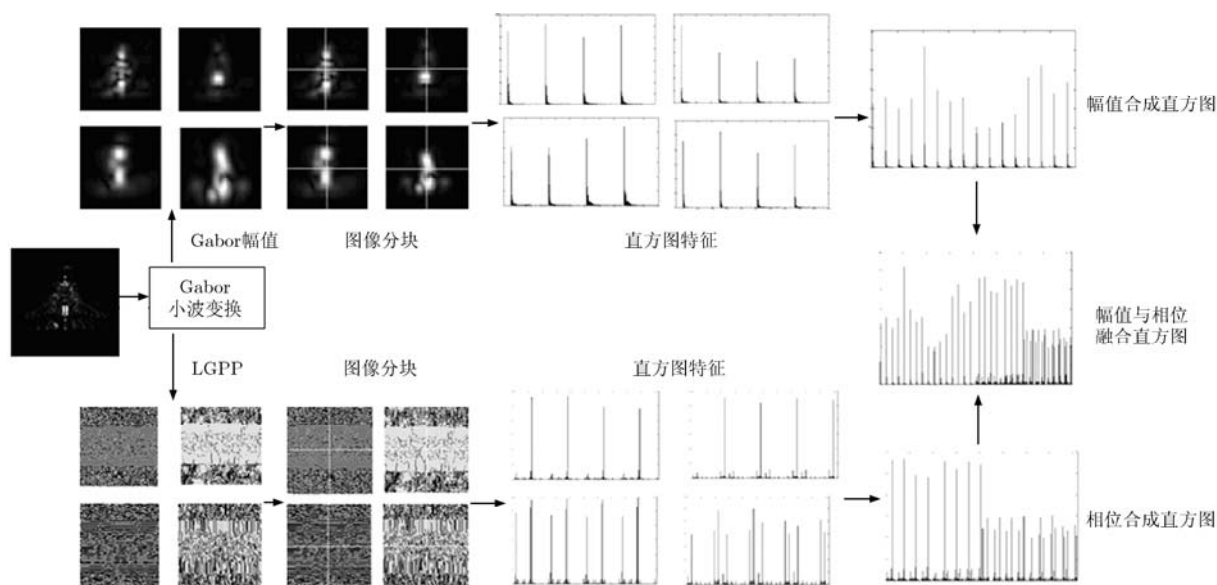 幅值合成直方图
Gabor幅值
图像分块
直方图特征
Gabor
小波变换
幅值与相位
融合直方图
LGPP
图像分块
直方图特征
相位合成直方图